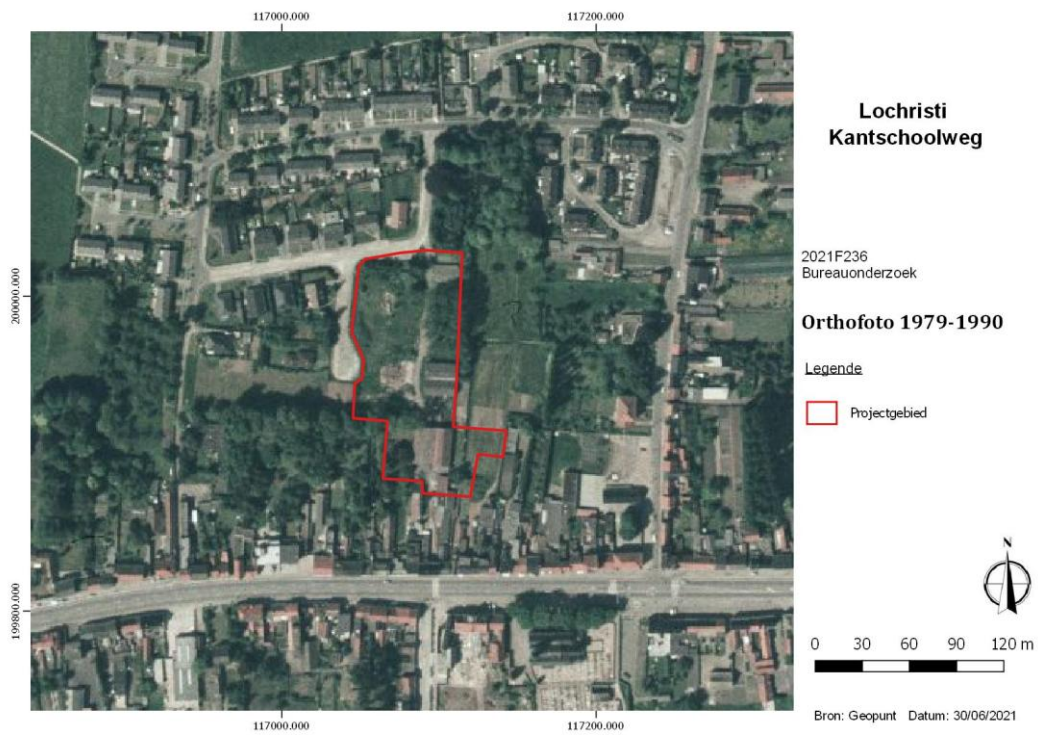 117000.000
117200.000
200000.000
199800.000
117000.000
117200.000
Lochristi
Kantschoolweg
2021F236
Bureauonderzoek
Orthofoto 1979-1990
Legende
Projectgebied
N
0 30 60 90 120 m
Bron: Geopunt Datum: 30/06/2021